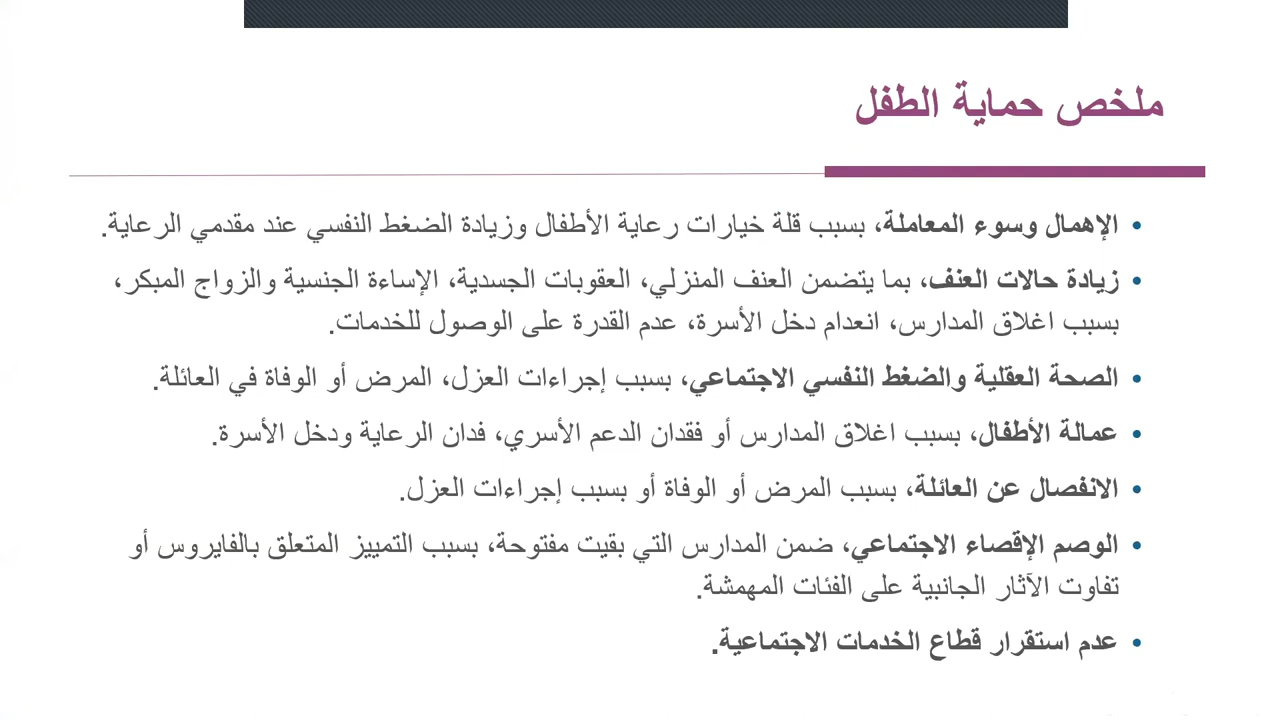 ملخص حماية الطفل
• الإهمال وسوء المعاملة، بسبب قلة خيارات رعاية الأطفال وزيادة الضغط النفسي عند مقدمي الرعاية.
• زيادة حالات العنف، بما يتضمن العنف المنزلي، العقوبات الجسدية، الإساءة الجنسية والزواج المبكر،
بسبب اغلاق المدارس، انعدام دخل الأسرة، عدم القدرة على الوصول للخدمات.
• الصحة العقلية والضغط النفسي الاجتماعي، بسبب إجراءات العزل، المرض أو الوفاة في العائلة.
• عمالة الأطفال، بسبب اغلاق المدارس أو فقدان الدعم الأسري، فدان الرعاية ودخل الأسرة.
• الانفصال عن العائلة، بسبب المرض أو الوفاة أو بسبب إجراءات العزل.
• الوصم الإقصاء الاجتماعي، ضمن المدارس التي بقيت مفتوحة، بسبب التمييز المتعلق بالفايروس أو
تفاوت الآثار الجانبية على الفئات المهمشة.
• عدم استقرار قطاع الخدمات الاجتماعية.